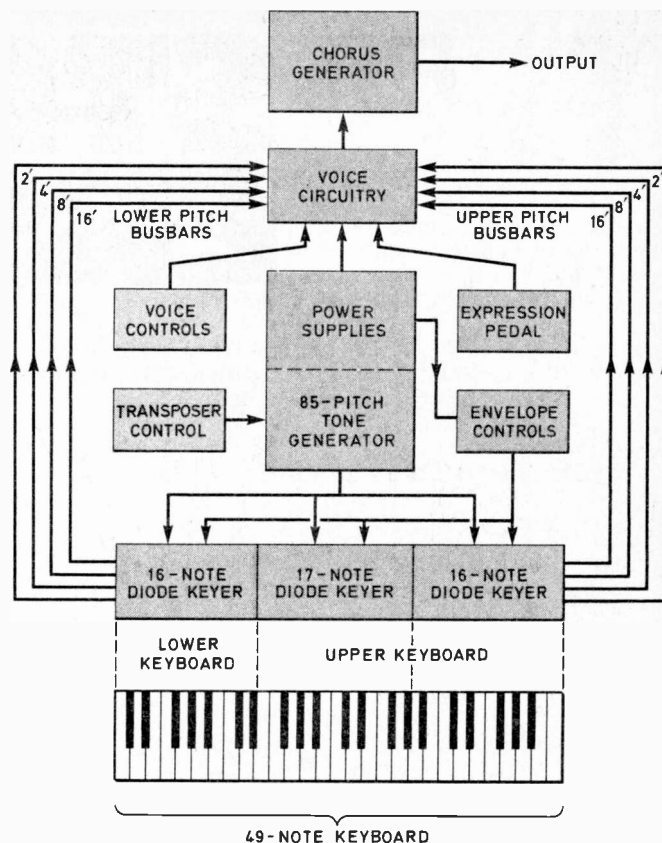 CHORUS
GENERATOR
OUTPUT
VOICE
CIRCUITRY
2'
4'
8'
16'
LOWER PITCH
BUSBARS
UPPER PITCH
BUSBARS
2'
4'
8'
16'
VOICE
CONTROLS
POWER
SUPPLIES
EXPRESSION
PEDAL
TRANSPOSER
CONTROL
85-PITCH
TONE
GENERATOR
ENVELOPE
CONTROLS
16-NOTE
DIODE KEYER
17-NOTE
DIODE KEYER
16-NOTE
DIODE KEYER
LOWER
KEYBOARD
UPPER KEYBOARD
49-NOTE KEYBOARD